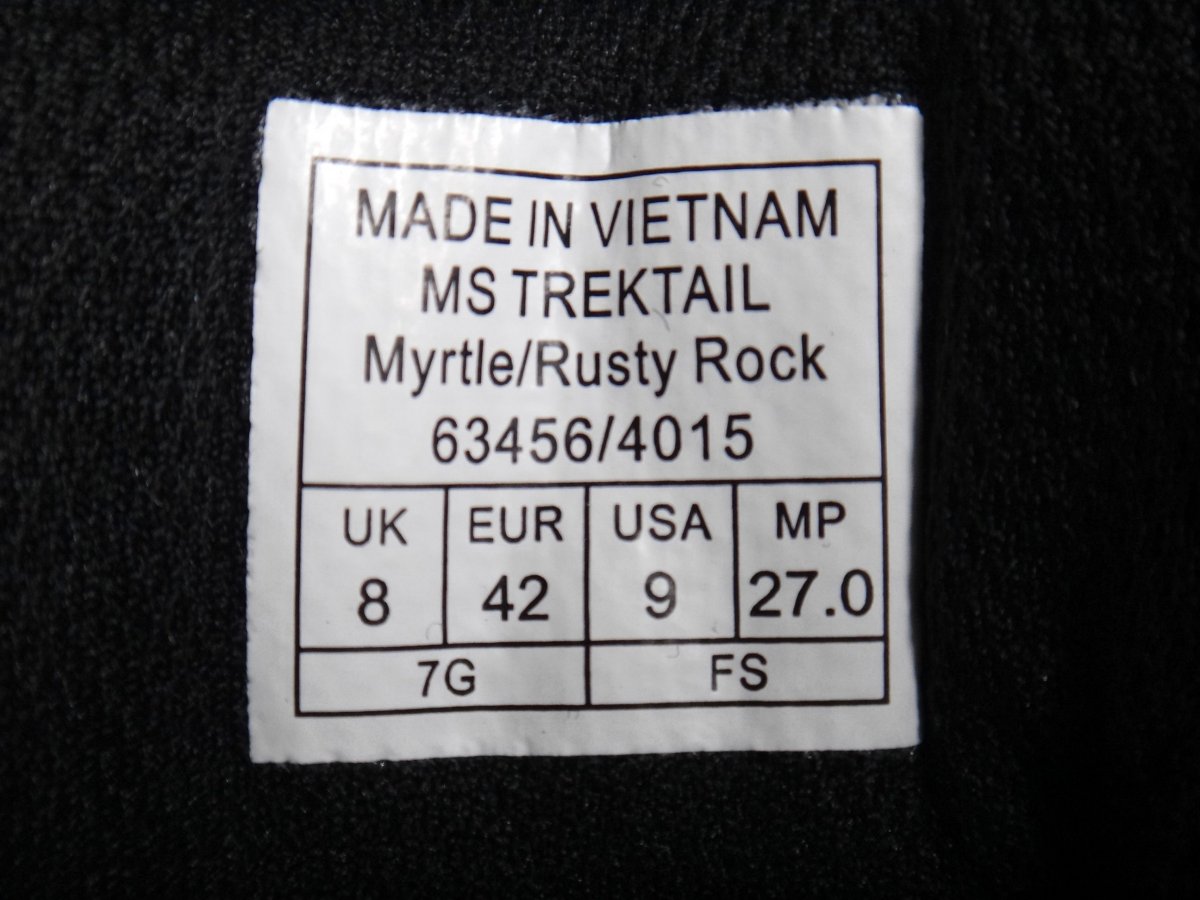 MADE IN VIETNAM
MS TREKTAIL
Myrtle/Rusty Rock
63456/4015
UK EUR USA MP
8 42 9 27.0
7G FS